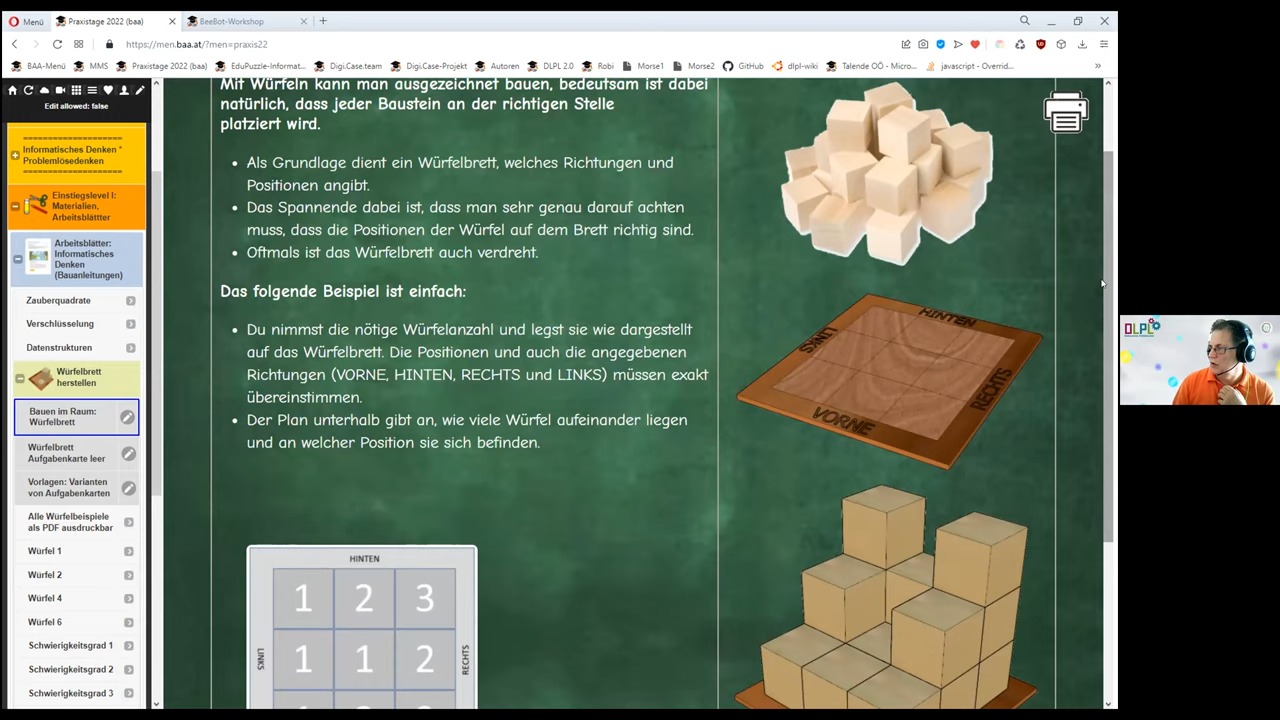 Menü
Praxistage 2022 (baa)
BeeBot-Workshop
https://men.baa.at/?men=praxis22
BAA-Menü
MMS
Praxistage 2022 (baa)
EduPuzzle-Informat...
Digi.Case.team
Digi.Case-Projekt
Autoren
DLPL 2.0
Robi
Morse1
Morse2
GitHub
dlpl-wiki
Talende OÖ - Micro...
javascript - Overrid...
Edit allowed: false
====================
Informatisches Denken *
Problemlösedenken
====================
Einstiegslevel I:
Materialien,
Arbeitsblättter
Arbeitsblätter:
Informatisches
Denken
(Bauanleitungen)
Zauberquadrate
Verschlüsselung
Datenstrukturen
Würfelbrett
herstellen
Bauen im Raum:
Würfelbrett
Würfelbrett
Aufgabenkarte leer
Vorlagen: Varianten
von Aufgabenkarten
Alle Würfelbeispiele
als PDF ausdruckbar
Würfel 1
Würfel 2
Würfel 4
Würfel 6
Schwierigkeitsgrad 1
Schwierigkeitsgrad 2
Schwierigkeitsgrad 3
Mit Würfeln kann man ausgezeichnet bauen, bedeutsam ist dabei
natürlich, dass jeder Baustein an der richtigen Stelle
platziert wird.
Als Grundlage dient ein Würfelbrett, welches Richtungen und
Positionen angibt.
Das Spannende dabei ist, dass man sehr genau darauf achten
muss, dass die Positionen der Würfel auf dem Brett richtig sind.
Oftmals ist das Würfelbrett auch verdreht.
Das folgende Beispiel ist einfach:
Du nimmst die nötige Würfelanzahl und legst sie wie dargestellt
auf das Würfelbrett. Die Positionen und auch die angegebenen
Richtungen (VORNE, HINTEN, RECHTS und LINKS) müssen exakt
übereinstimmen.
Der Plan unterhalb gibt an, wie viele Würfel aufeinander liegen
und an welcher Position sie sich befinden.
HINTEN
1 2 3
LINKS
1 1 2
RECHTS
HINTEN
LINKS
RECHTS
VORNE
DLPL